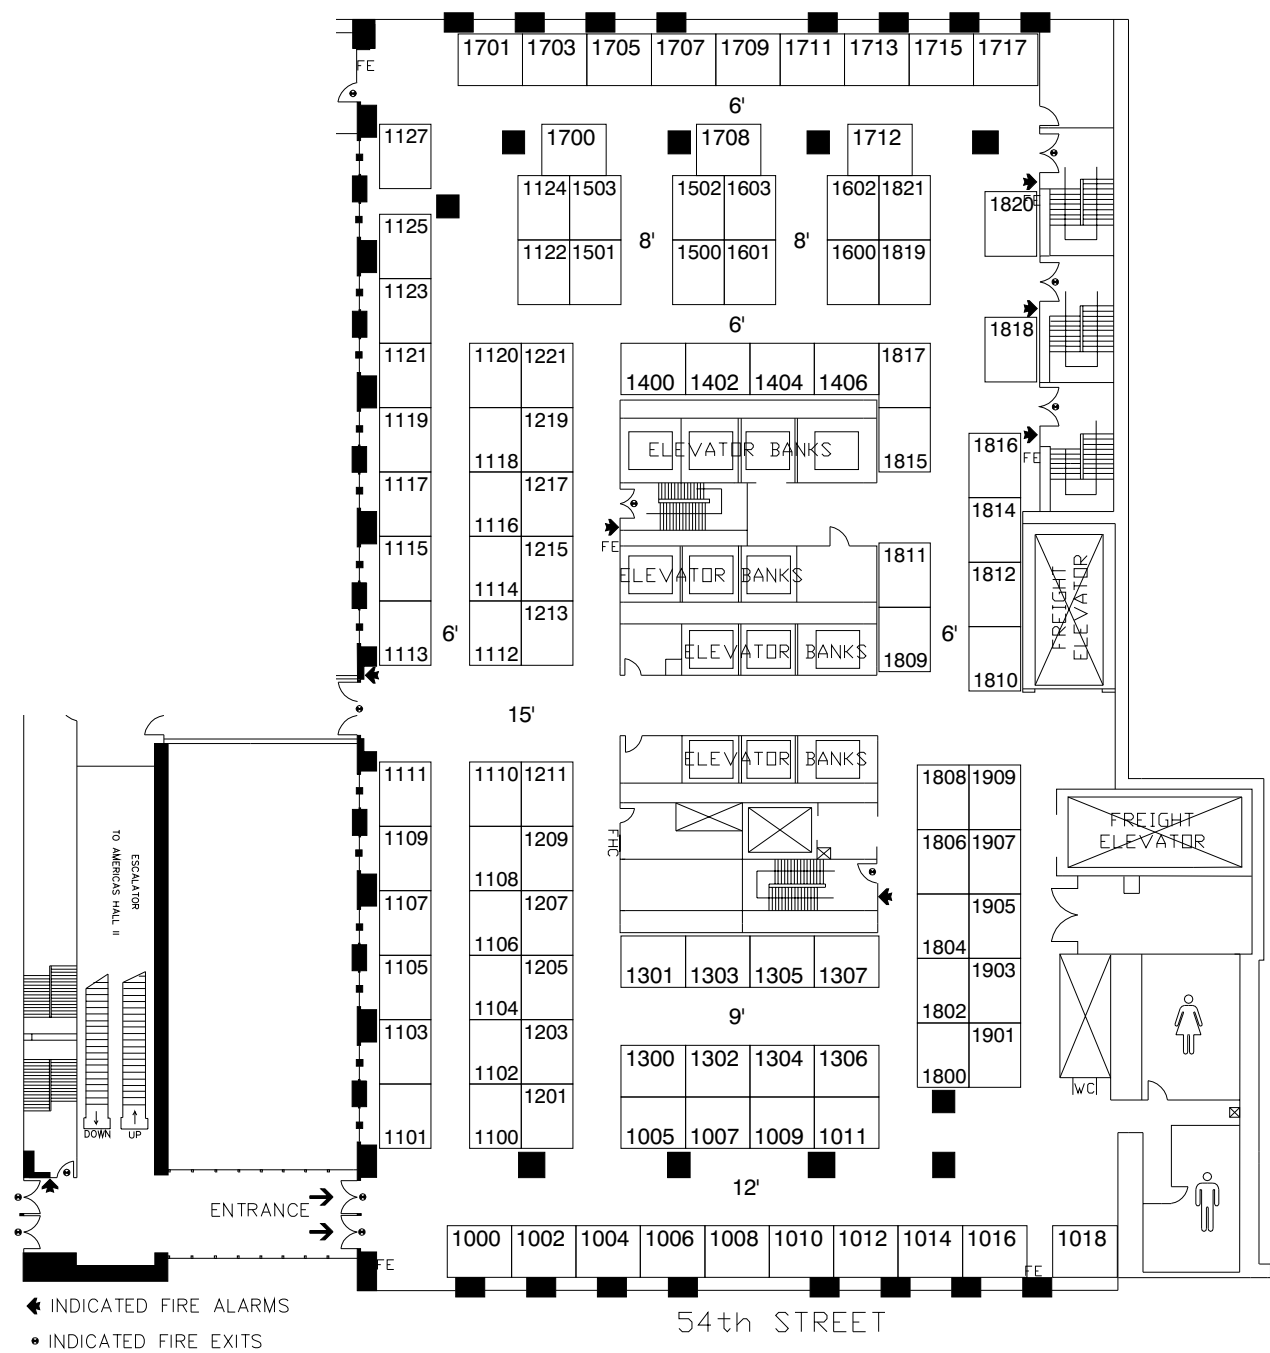 1701 1703 1705 1707 1709 1711 1713 1715 1717
FE
6'
1127 1700 1708 1712
1124 1503 1502 1603 1602 1821
FE
1820
1125
8' 8'
1122 1501 1500 1601 1600 1819
1123
6'
1818
1121 1120 1221 1817
1400 1402 1404 1406
1119 1219
1816
ELEVATOR BANKS
FE
1118 1815
1117 1217
1814
1116
FE
1115 1215 1811
1812
ELEVATOR BANKS
FREIGHT
ELEVATOR
1114
1213
6' 6'
1113 1112 ELEVATOR BANKS 1809
1810
15'
ELEVATOR BANKS
1111 1110 1211 1808 1909
FREIGHT
ELEVATOR
TO AMERICAS HALL II
ESCALATOR
1109 1209 FHC 1806 1907
1108
1107 1207 1905
1106 1804
1105 1205 1301 1303 1305 1307 1903
1104 1802
9'
1103 1203 1901
1300 1302 1304 1306
1102 1800
WC
1201
DOWN UP
1101 1100 1005 1007 1009 1011
12'
ENTRANCE
1000 1002 1004 1006 1008 1010 1012 1014 1016 1018
FE FE
INDICATED FIRE ALARMS
54th STREET
INDICATED FIRE EXITS